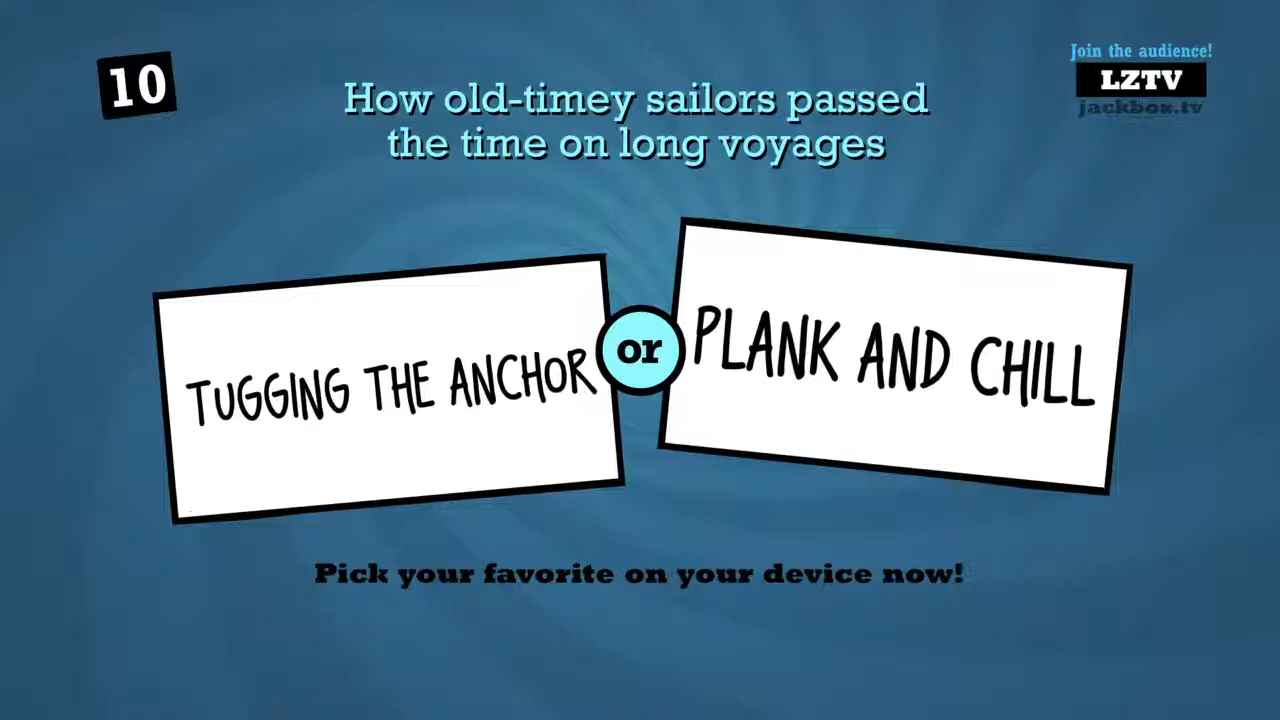 10
Join the audience!
LZTV
jackbox.tv
How old-timey sailors passed
the time on long voyages
TUGGING THE ANCHOR
or
PLANK AND CHILL
Pick your favorite on your device now!